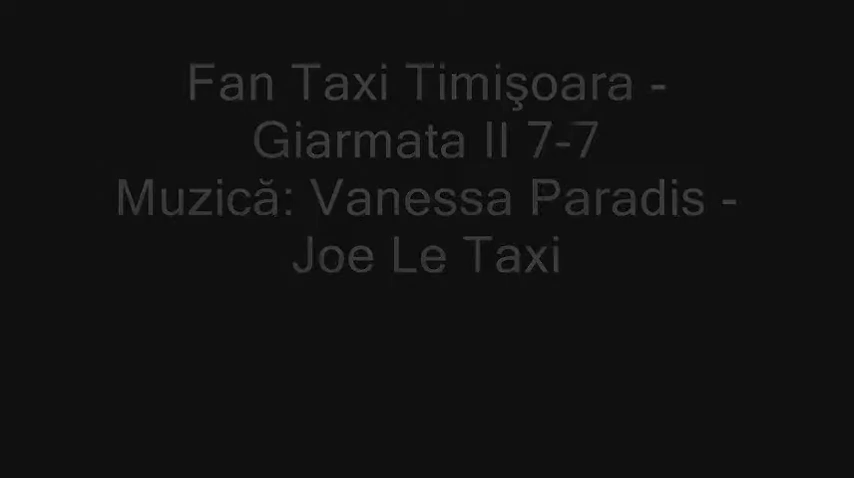 Fan Taxi Timişoara -
Giarmata II 7-7
Muzică: Vanessa Paradis -
Joe Le Taxi